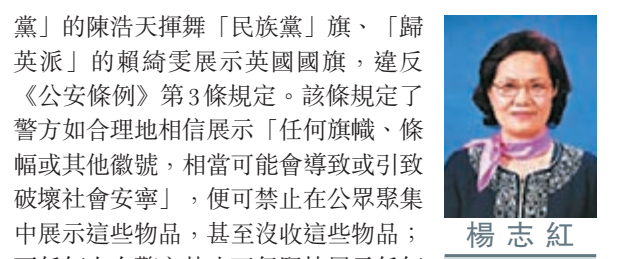 黨」的陳浩天揮舞「民族黨」旗、「歸
英派」的賴綺雯展示英國國旗,違反
《公安條例》第3條規定。該條規定了
警方如合理地相信展示「任何旗幟、條
幅或其他徽號,相當可能會導致或引致
破壞社會安寧」,便可禁止在公眾聚集
中展示這些物品,甚至沒收這些物品;
楊志紅